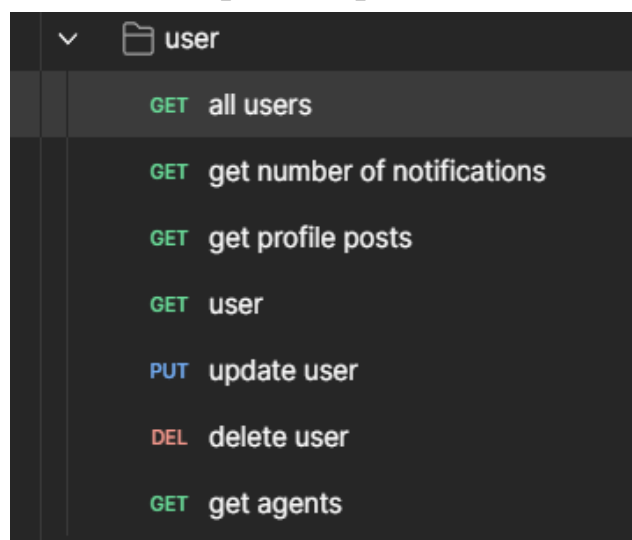 user
GET all users
GET get number of notifications
GET get profile posts
GET user
PUT update user
DEL delete user
GET get agents